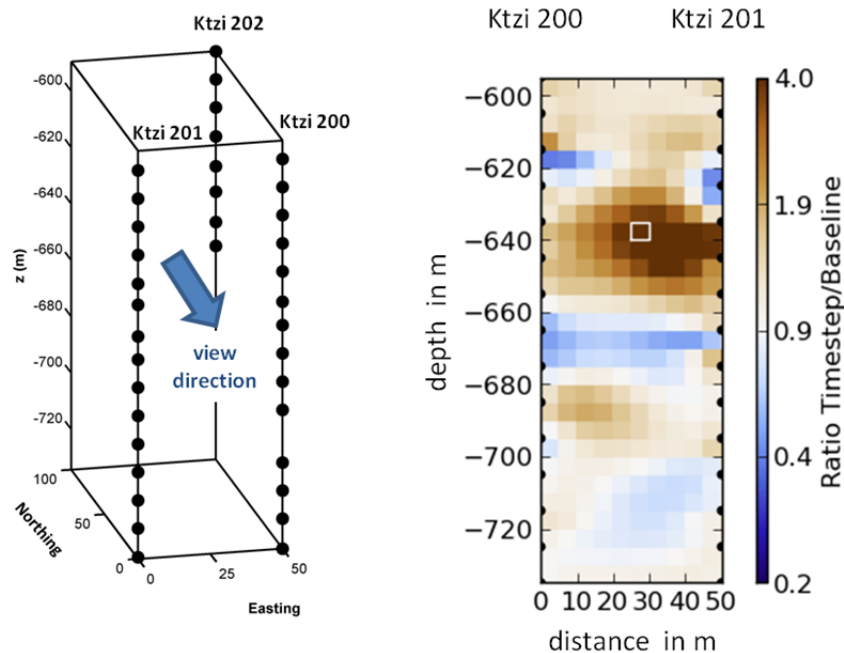 Ktzi 202
Ktzi 201
Ktzi 200
-600
-620
-640
-660
-680
-700
-720
z (m)
view
direction
100
50
0
Northing
0
25
50
Easting
Ktzi 200
Ktzi 201
−600
−620
−640
−660
−680
−700
−720
depth in m
0 10 20 30 40 50
distance in m
4.0
1.9
0.9
0.4
0.2
Ratio Timestep/Baseline